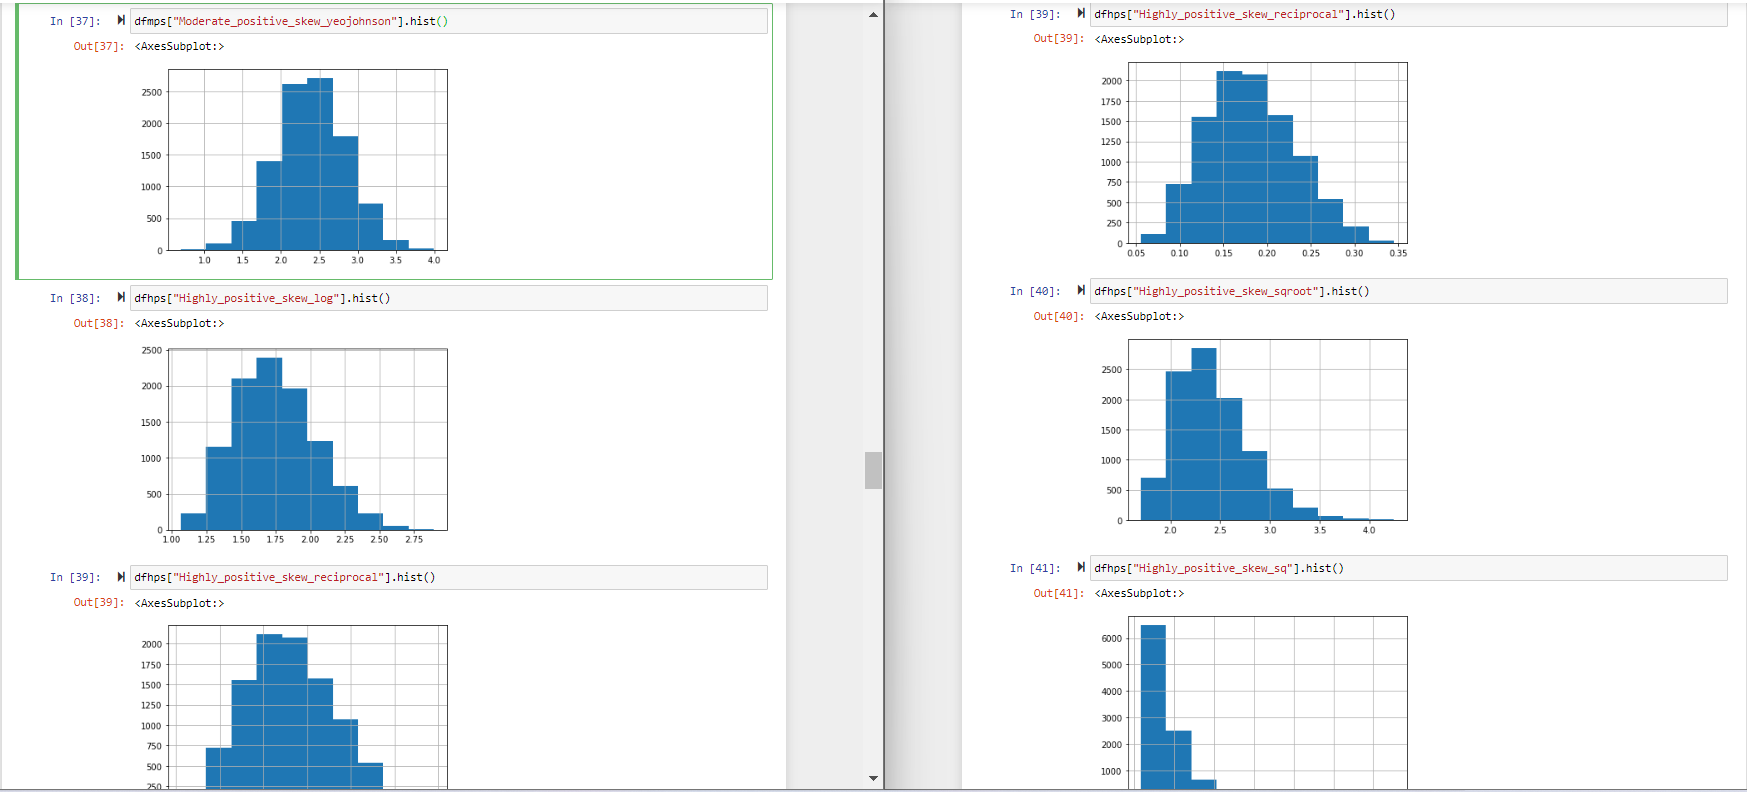 In [37]: dfmps["Moderate_positive_skew_yeojohnson"].hist()
Out[37]: <AxesSubplot:>
2500
2000
1500
1000
500
0
1.0 1.5 2.0 2.5 3.0 3.5 4.0
In [38]: dfhps["Highly_positive_skew_log"].hist()
Out[38]: <AxesSubplot:>
2500
2000
1500
1000
500
0
1.00 1.25 1.50 1.75 2.00 2.25 2.50 2.75
In [39]: dfhps["Highly_positive_skew_reciprocal"].hist()
Out[39]: <AxesSubplot:>
2000
1750
1500
1250
1000
750
500
250
In [39]: dfhps["Highly_positive_skew_reciprocal"].hist()
Out[39]: <AxesSubplot:>
2000
1750
1500
1250
1000
750
500
250
0
0.05 0.10 0.15 0.20 0.25 0.30 0.35
In [40]: dfhps["Highly_positive_skew_sqroot"].hist()
Out[40]: <AxesSubplot:>
2500
2000
1500
1000
500
0
2.0 2.5 3.0 3.5 4.0
In [41]: dfhps["Highly_positive_skew_sq"].hist()
Out[41]: <AxesSubplot:>
6000
5000
4000
3000
2000
1000